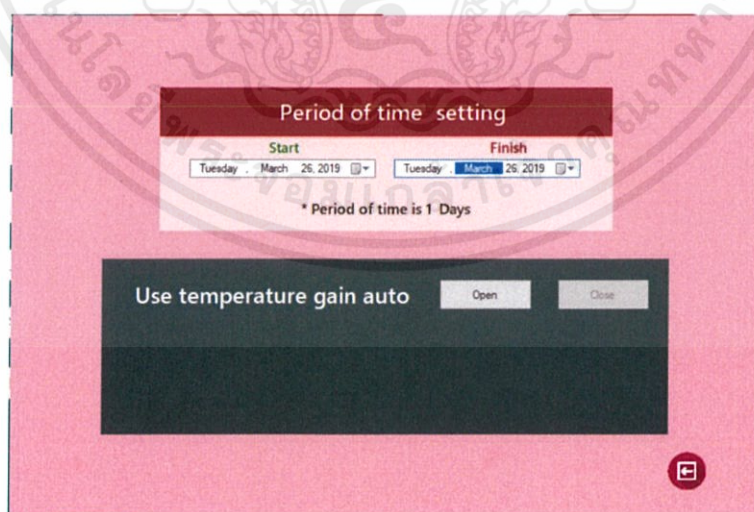 Period of time setting
Start Finish
Tuesday , March 26, 2019 Tuesday , March 26, 2019
* Period of time is 1 Days
Use temperature gain auto Open Close